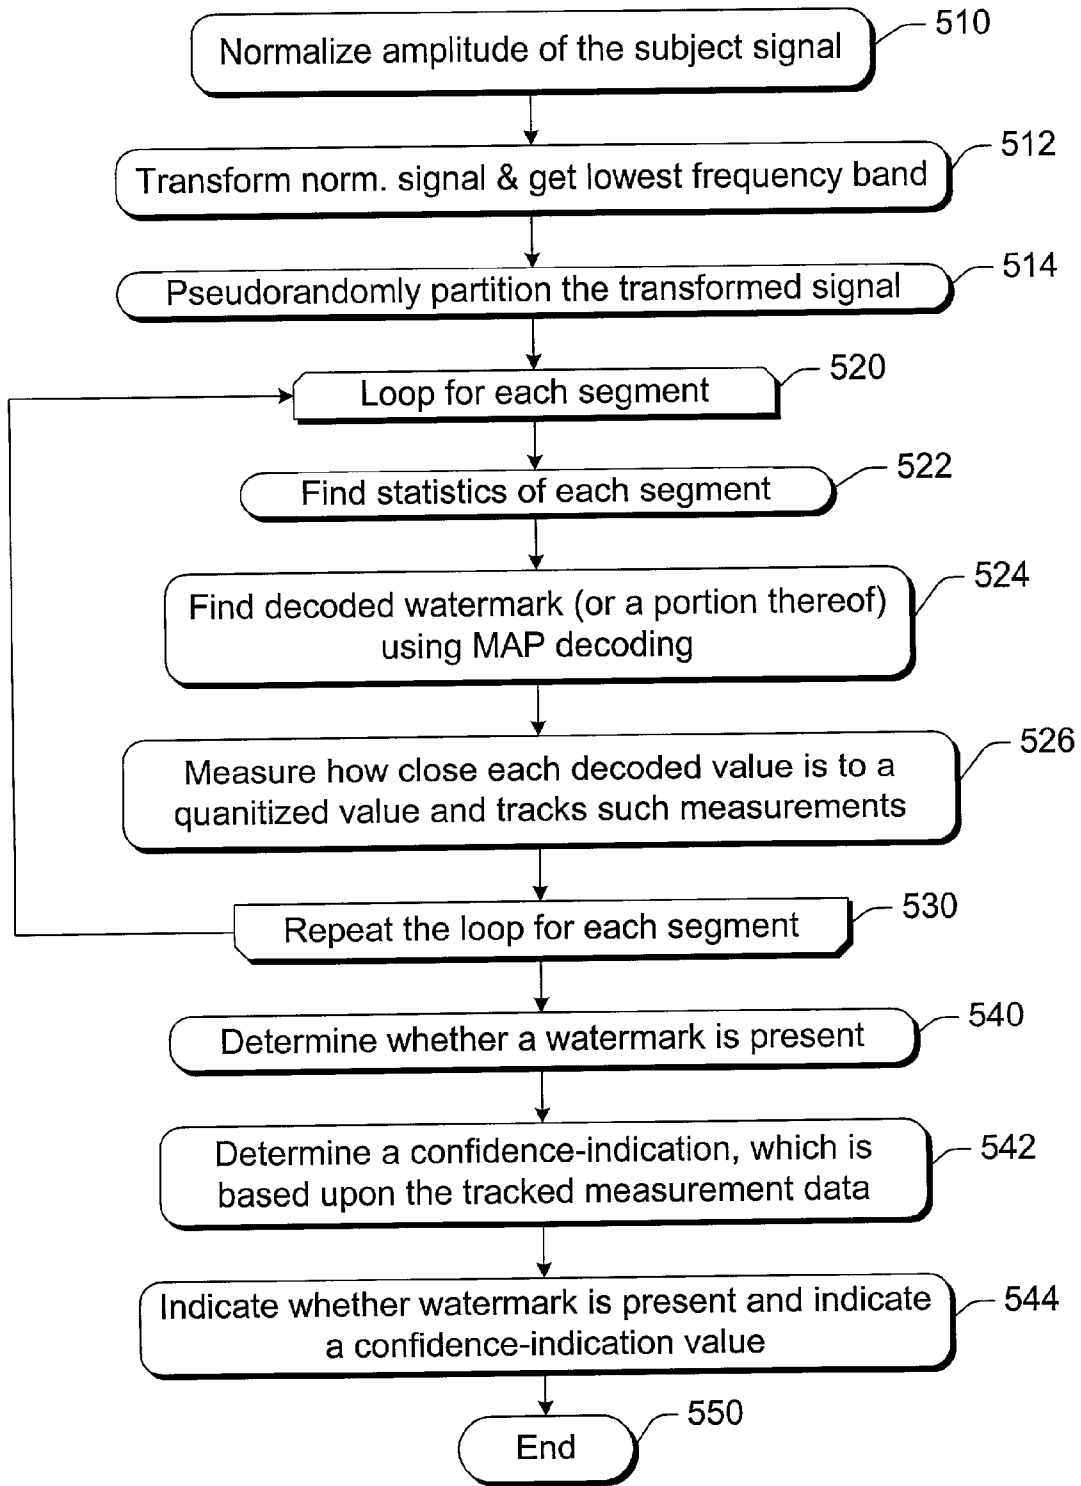 Normalize amplitude of the subject signal
510
Transform norm. signal & get lowest frequency band
512
Pseudorandomly partition the transformed signal
514
Loop for each segment
520
Find statistics of each segment
522
Find decoded watermark (or a portion thereof)
using MAP decoding
524
Measure how close each decoded value is to a
quanitized value and tracks such measurements
526
Repeat the loop for each segment
530
Determine whether a watermark is present
540
Determine a confidence-indication, which is
based upon the tracked measurement data
542
Indicate whether watermark is present and indicate
a confidence-indication value
544
End
550